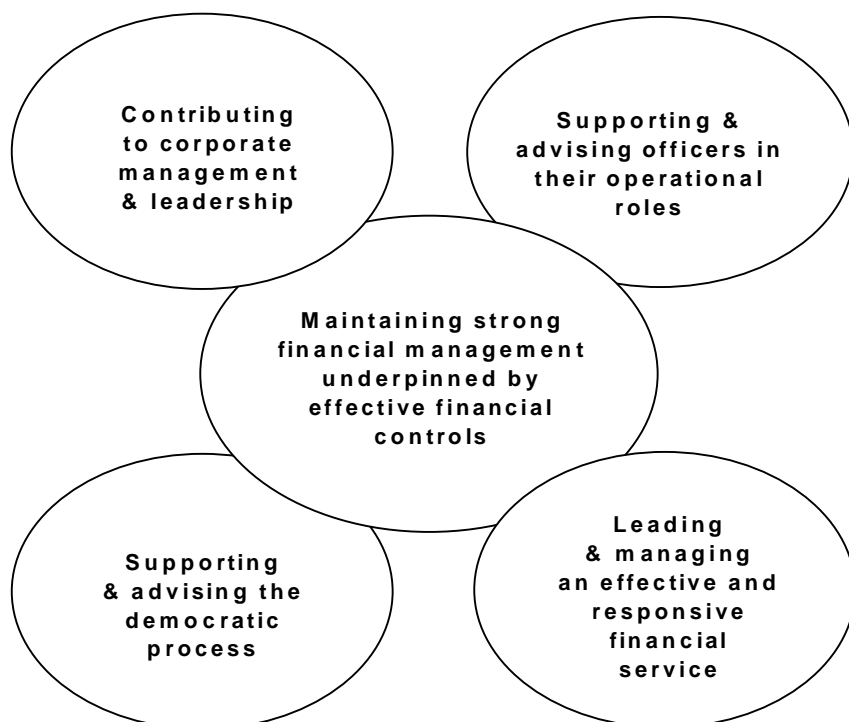 Contributing
to corporate
management
& leadership
Supporting &
advising officers in
their operational
roles
Maintaining strong
financial management
underpinned by
effective financial
controls
Supporting
& advising the
democratic
process
Leading
& managing
an effective and
responsive
financial
service